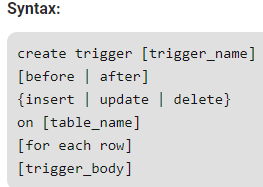 Syntax:
create trigger [trigger_name]
[before | after]
{insert | update | delete}
on [table_name]
[for each row]
[trigger_body]